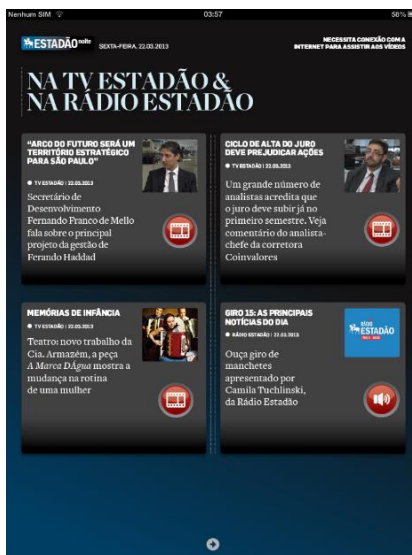 Nenhum SIM
03:57
56%
ESTADÃO noite
SEXTA-FEIRA, 22.03.2013
NECESSITA CONEXÃO COM A
INTERNET PARA ASSISTIR AOS VÍDEOS
NA TV ESTADÃO &
NA RÁDIO ESTADÃO
“ARCO DO FUTURO SERÁ UM
TERRITÓRIO ESTRATÉGICO
PARA SÃO PAULO”
TV ESTADÃO | 22.03.2013
Secretário de
Desenvolvimento
Fernando Franco de Mello
fala sobre o principal
projeto da gestão de
Ferando Haddad
CICLO DE ALTA DO JURO
DEVE PREJUDICAR AÇÕES
TV ESTADÃO | 22.03.2013
Um grande número de
analistas acredita que
o juro deve subir já no
primeiro semestre. Veja
comentário do analista-
chefe da corretora
Coinvalores
MEMÓRIAS DE INFÂNCIA
TV ESTADÃO | 22.03.2013
Teatro: novo trabalho da
Cia. Armazém, a peça
A Marca DÁgua mostra a
mudança na rotina
de uma mulher
GIRO 15: AS PRINCIPAIS
NOTÍCIAS DO DIA
RÁDIO ESTADÃO | 22.03.2013
Ouça giro de
manchetes
apresentado por
Camila Tuchlinski,
da Rádio Estadão
RÁDIO
ESTADÃO